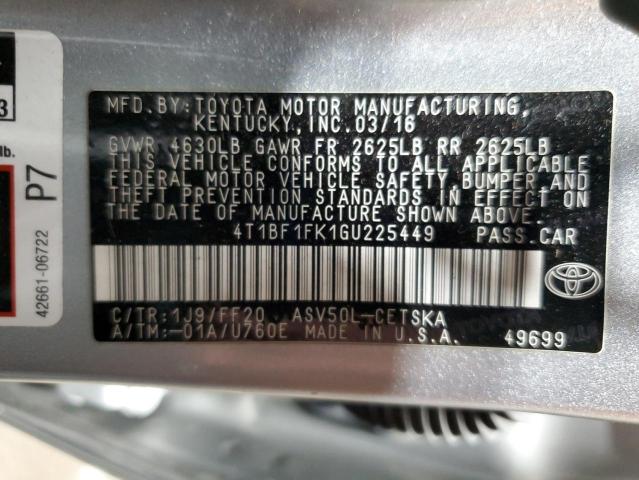 MFD.BY:TOYOTA MOTOR MANUFACTURING,
KENTUCKY,INC.03/16
GVWR 4630LB GAWR FR 2625LB RR 2625LB
THIS VEHICLE CONFORMS TO ALL APPLICABLE
FEDERAL MOTOR VEHICLE SAFETY,BUMPER,AND
THEFT PREVENTION STANDARDS IN EFFECT ON
THE DATE OF MANUFACTURE SHOWN ABOVE.
4T1BF1FK1GU225449 PASS.CAR
C/TR:1J9/FF20 ASV50L-CETSKA
A/TM:-01A/U760E MADE IN U.S.A.
49699
3
lb.
P7
42661-06722